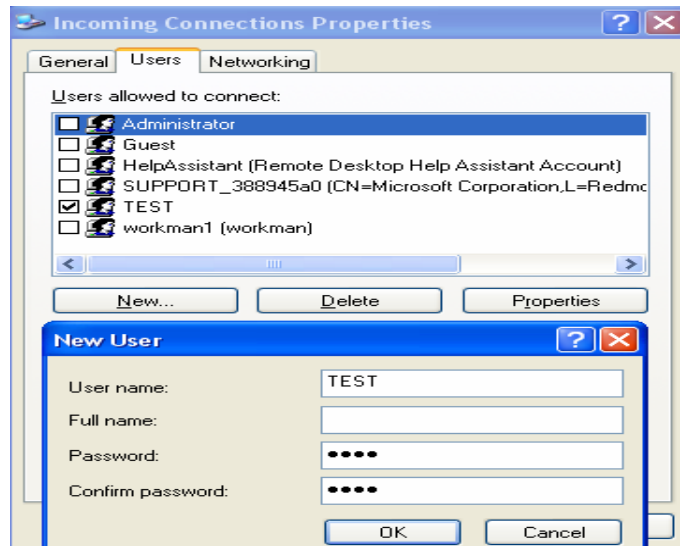 Incoming Connections Properties
General Users Networking
Users allowed to connect:
Administrator
Guest
HelpAssistant (Remote Desktop Help Assistant Account)
SUPPORT_388945a0 (CN=Microsoft Corporation,L=Redmo
TEST
workman1 (workman)
New... Delete Properties
New User
User name: TEST
Full name:
Password: ••••
Confirm password: ••••
OK Cancel